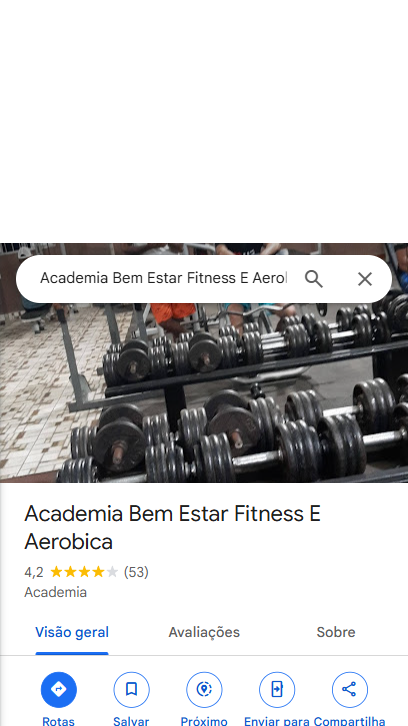 Academia Bem Estar Fitness E Aerol
Academia Bem Estar Fitness E
Aerobica
4,2 (53)
Academia
Visão geral Avaliações Sobre
Rotas Salvar Próximo Enviar para Compartilha